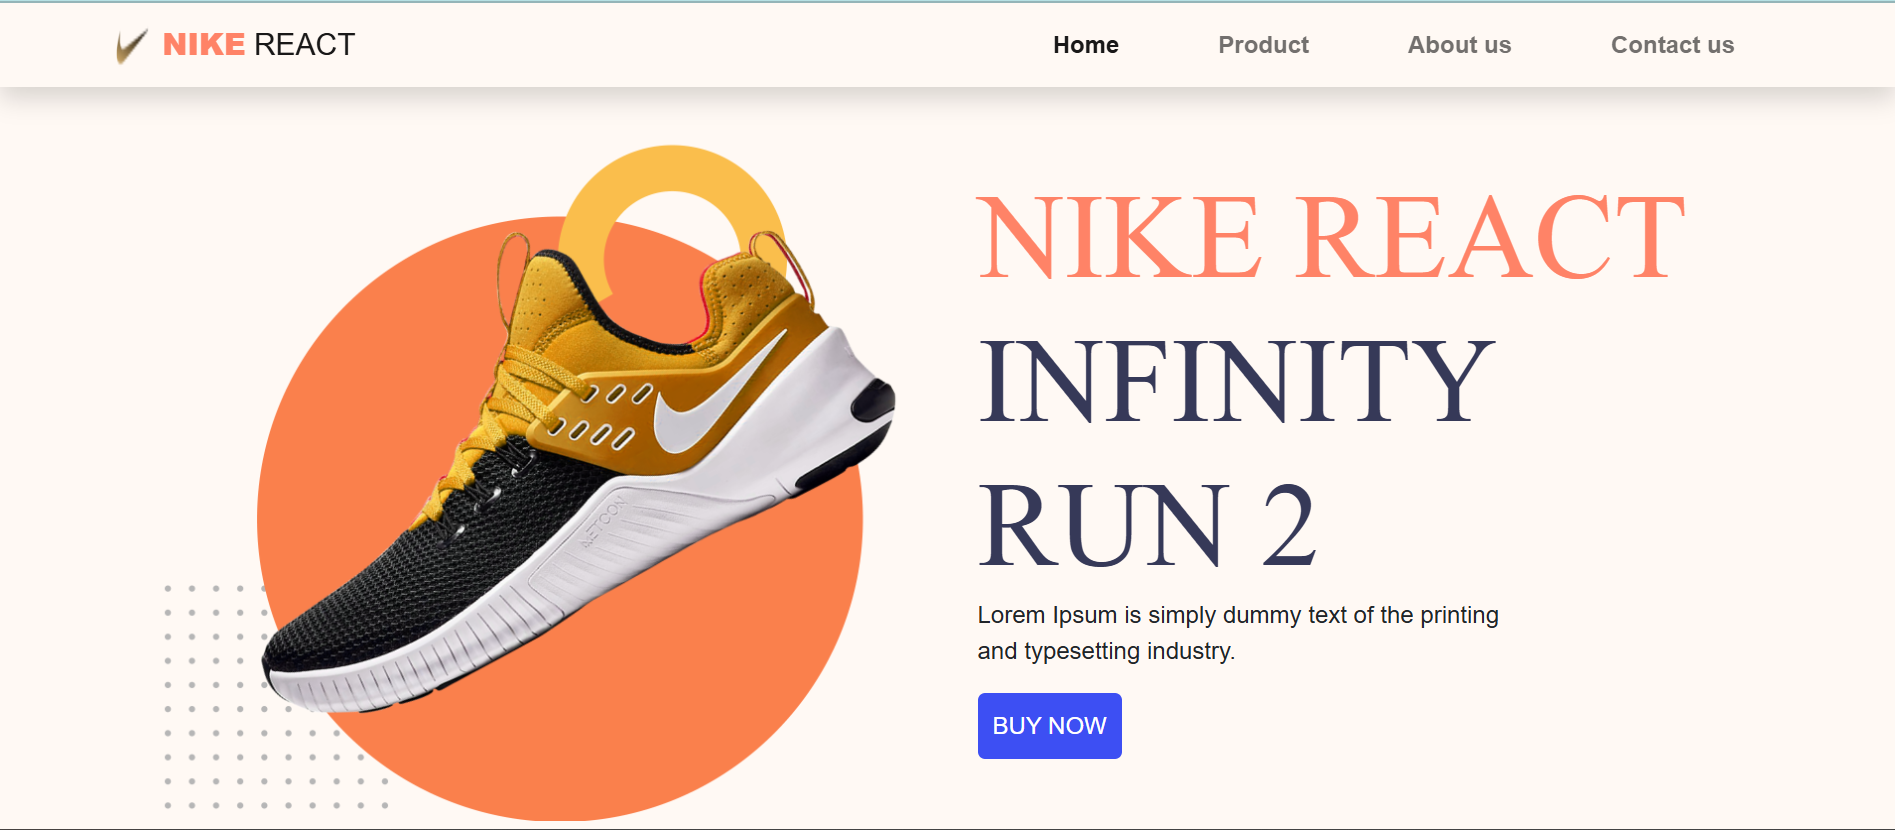 NIKE REACT
Home Product About us Contact us
NIKE REACT
INFINITY
RUN 2
Lorem Ipsum is simply dummy text of the printing
and typesetting industry.
BUY NOW
METCON